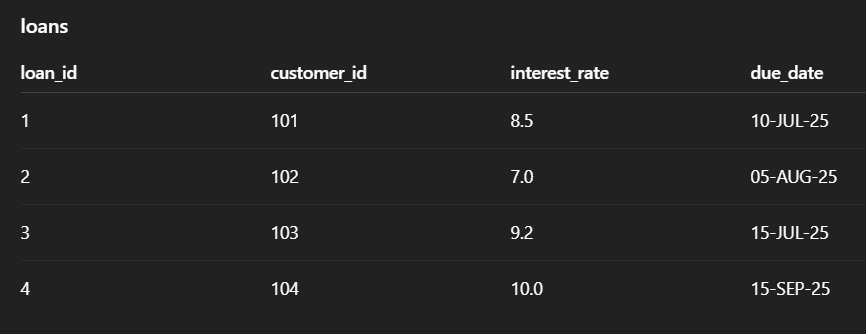 loans
loan_id customer_id interest_rate due_date
1 101 8.5 10-JUL-25
2 102 7.0 05-AUG-25
3 103 9.2 15-JUL-25
4 104 10.0 15-SEP-25